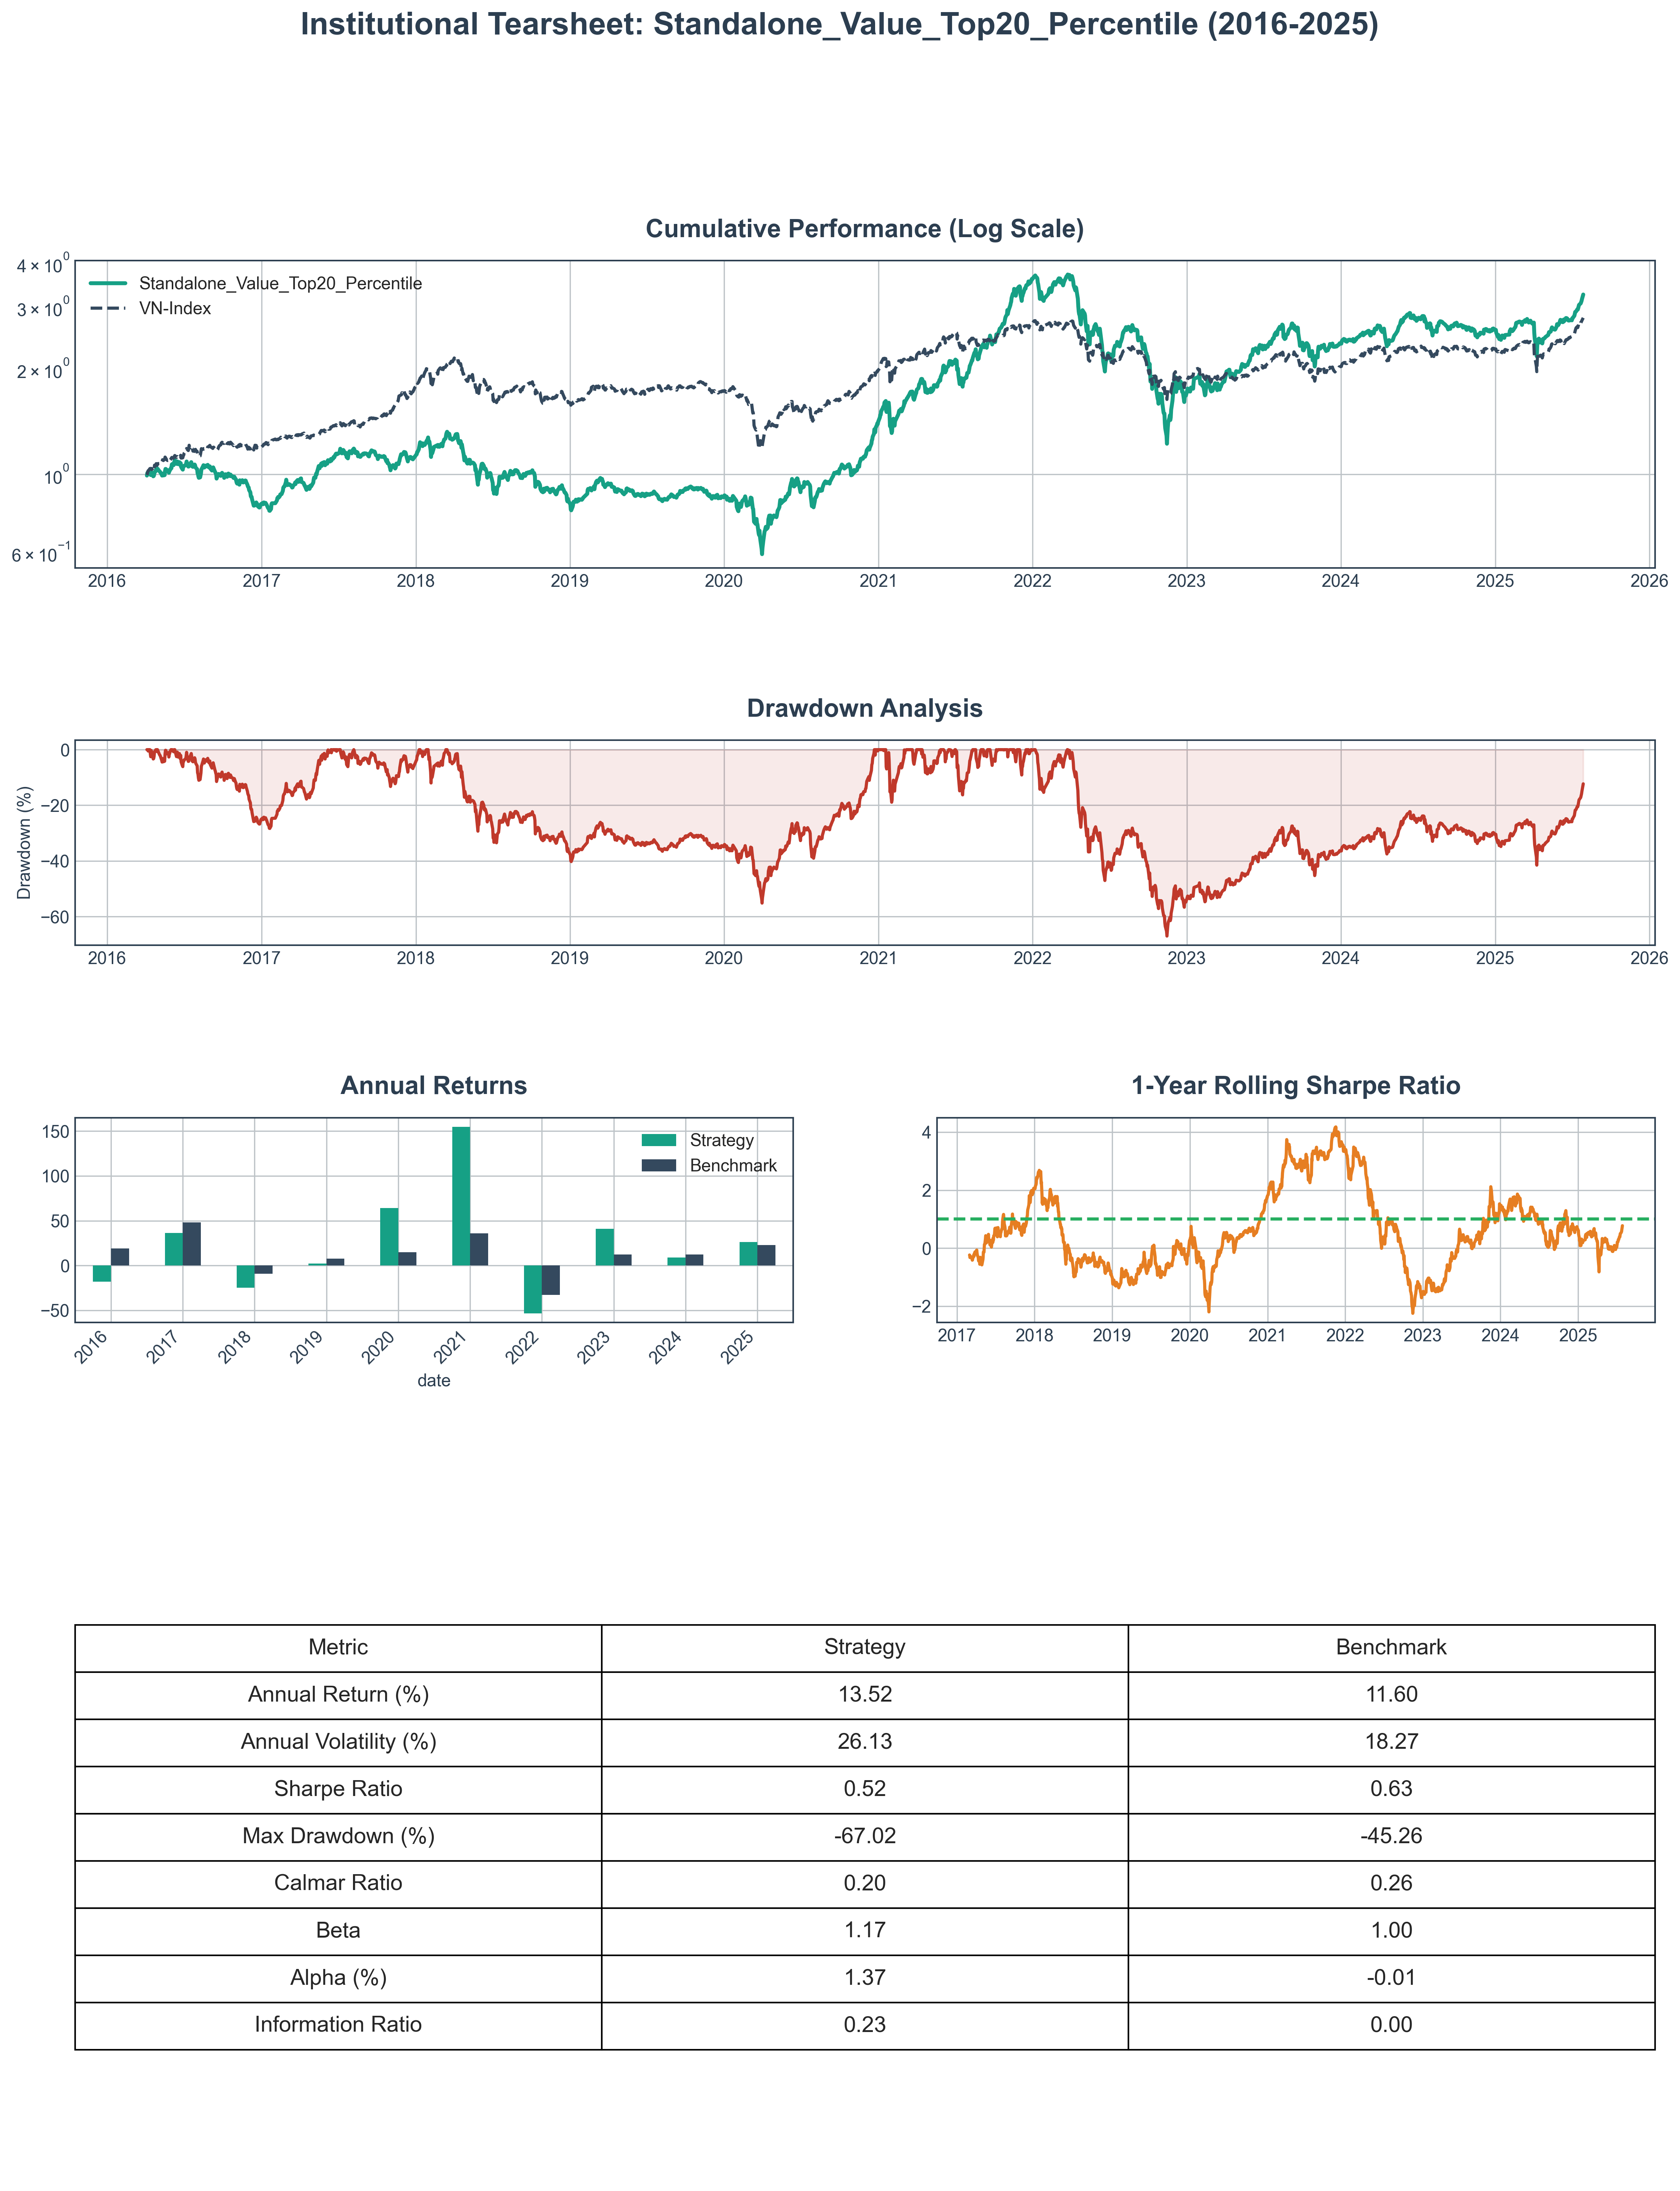 Institutional Tearsheet: Standalone_Value_Top20_Percentile (2016-2025)
Cumulative Performance (Log Scale)
4 × 10⁰
3 × 10⁰
2 × 10⁰
10⁰
6 × 10⁻¹
Standalone_Value_Top20_Percentile
VN-Index
2016 2017 2018 2019 2020 2021 2022 2023 2024 2025 2026
Drawdown Analysis
Drawdown (%)
0
−20
−40
−60
2016 2017 2018 2019 2020 2021 2022 2023 2024 2025 2026
Annual Returns
150
100
50
0
−50
Strategy
Benchmark
2016 2017 2018 2019 2020 2021 2022 2023 2024 2025
date
1-Year Rolling Sharpe Ratio
4
2
0
−2
2017 2018 2019 2020 2021 2022 2023 2024 2025
Metric Strategy Benchmark
Annual Return (%) 13.52 11.60
Annual Volatility (%) 26.13 18.27
Sharpe Ratio 0.52 0.63
Max Drawdown (%) -67.02 -45.26
Calmar Ratio 0.20 0.26
Beta 1.17 1.00
Alpha (%) 1.37 -0.01
Information Ratio 0.23 0.00